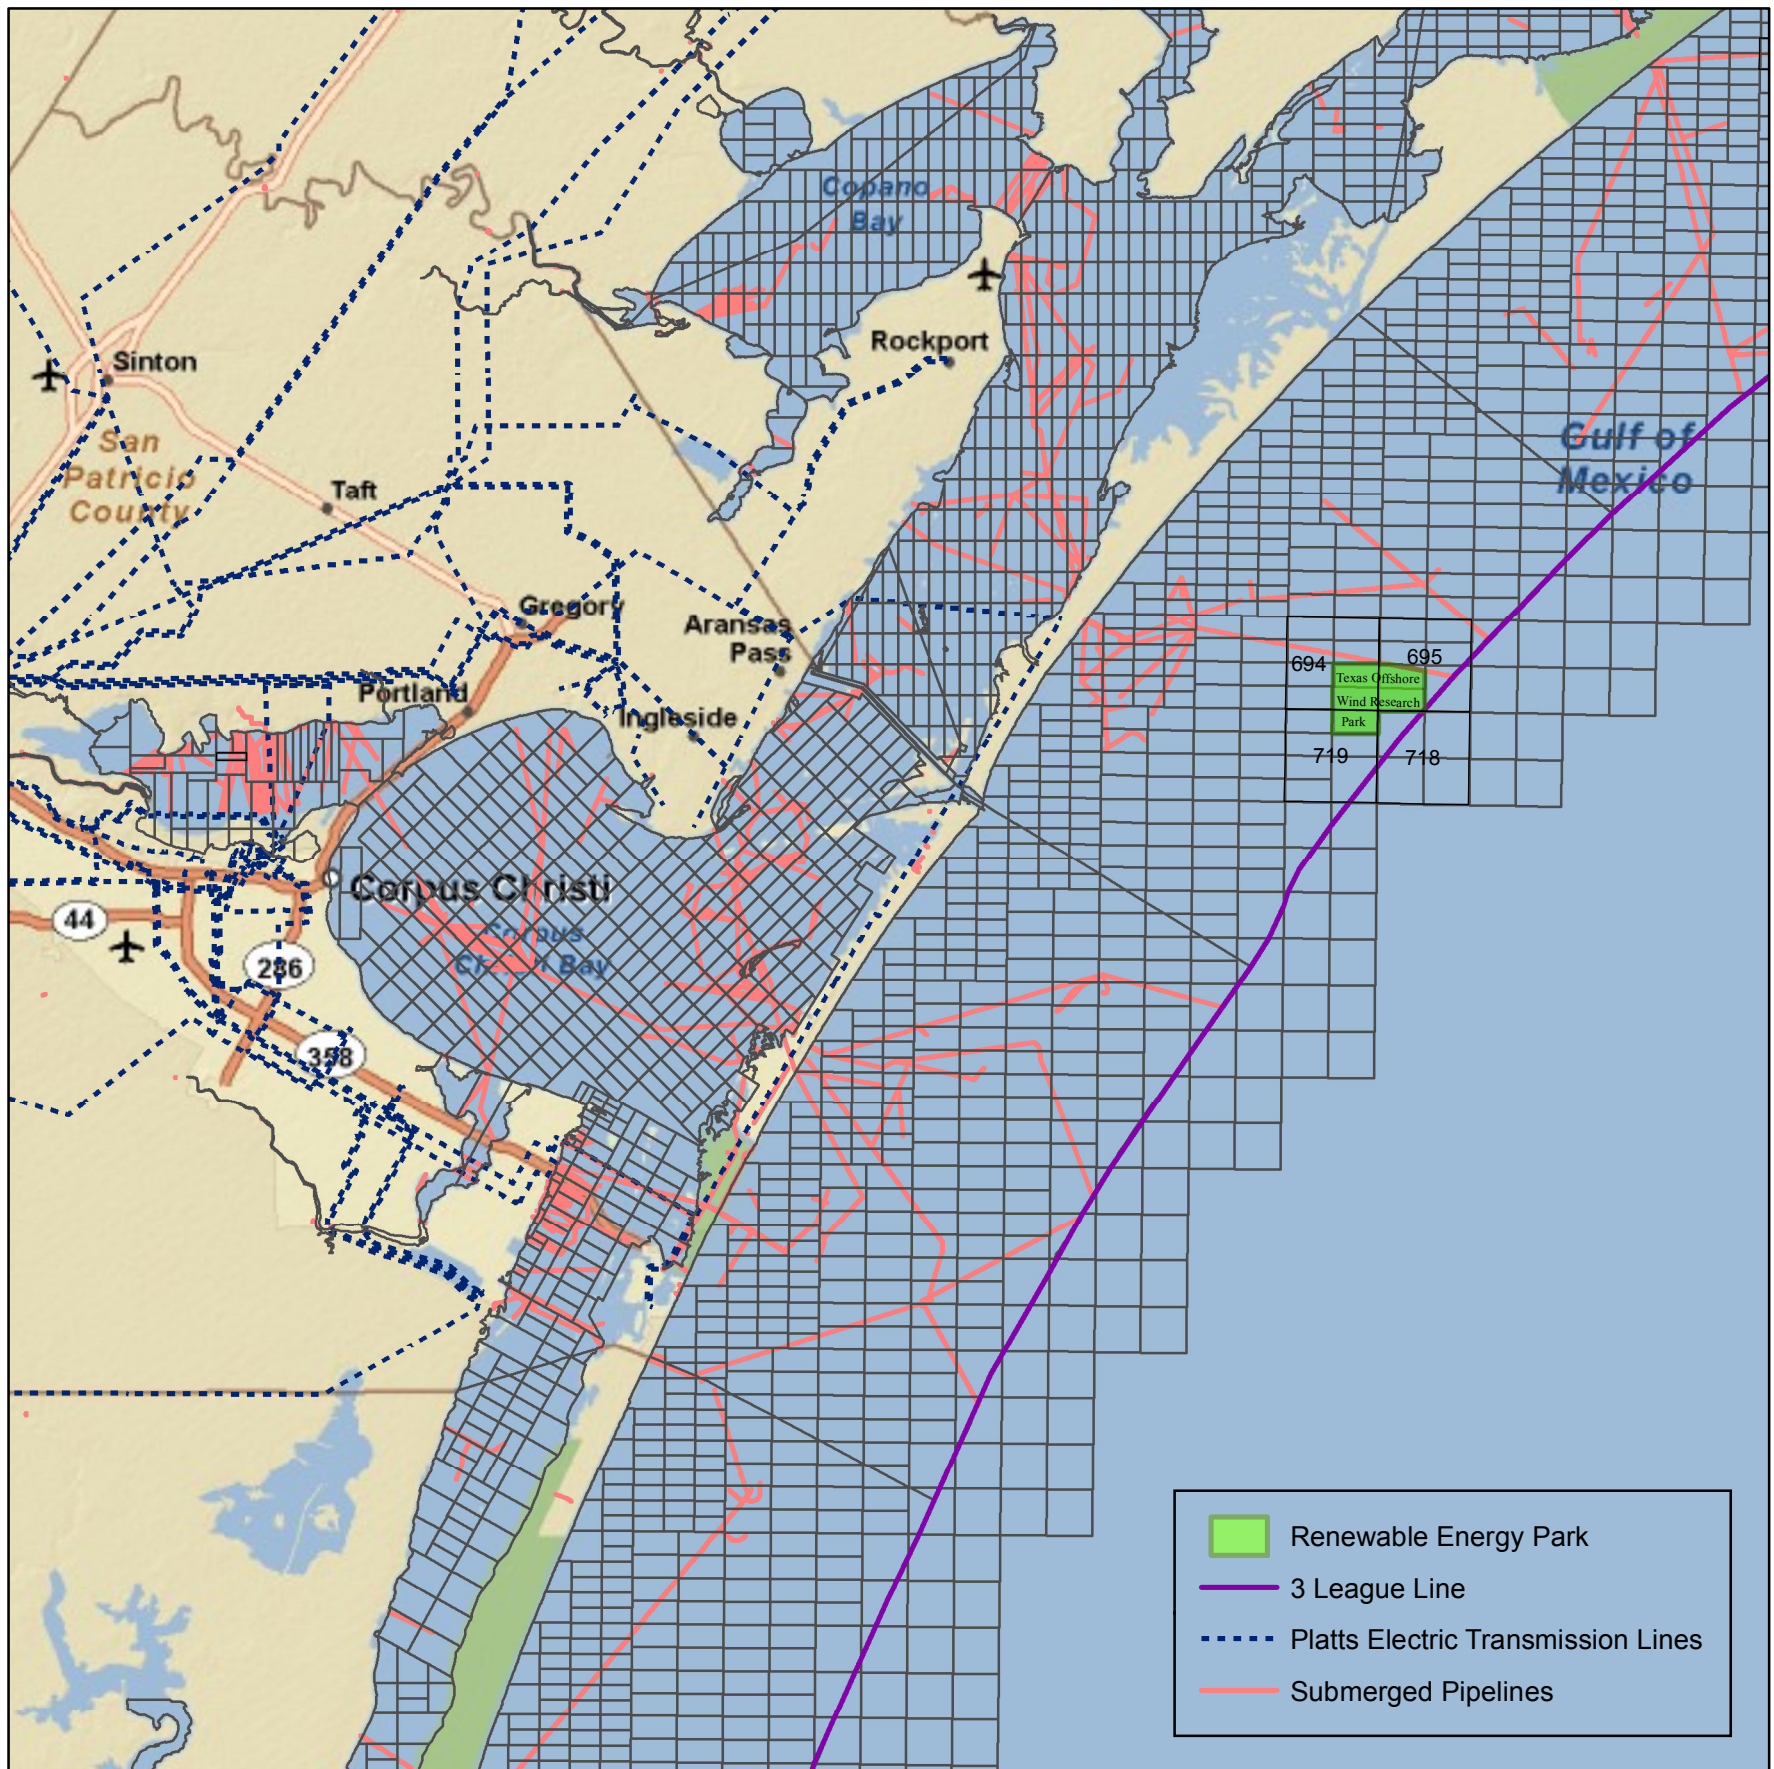 Copano
Bay
Rockport
Sinton
San
Patricio
County
Taft
Gulf of
Mexico
Gregory
Aransas
Pass
694
695
Texas Offshore
Wind Research
Park
Portland
Ingleside
719
718
Corpus Christi
Corpus
Christi Bay
44
286
358
Renewable Energy Park
3 League Line
Platts Electric Transmission Lines
Submerged Pipelines